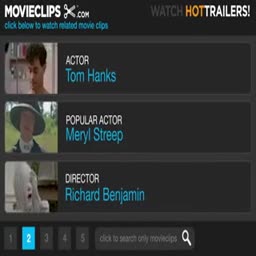 MOVIECLIPS .COM
WATCH HOTTRAILERS!
click below to watch related movie clips
ACTOR
Tom Hanks
POPULAR ACTOR
Meryl Streep
DIRECTOR
Richard Benjamin
1 2 3 4 5 click to search only movieclips